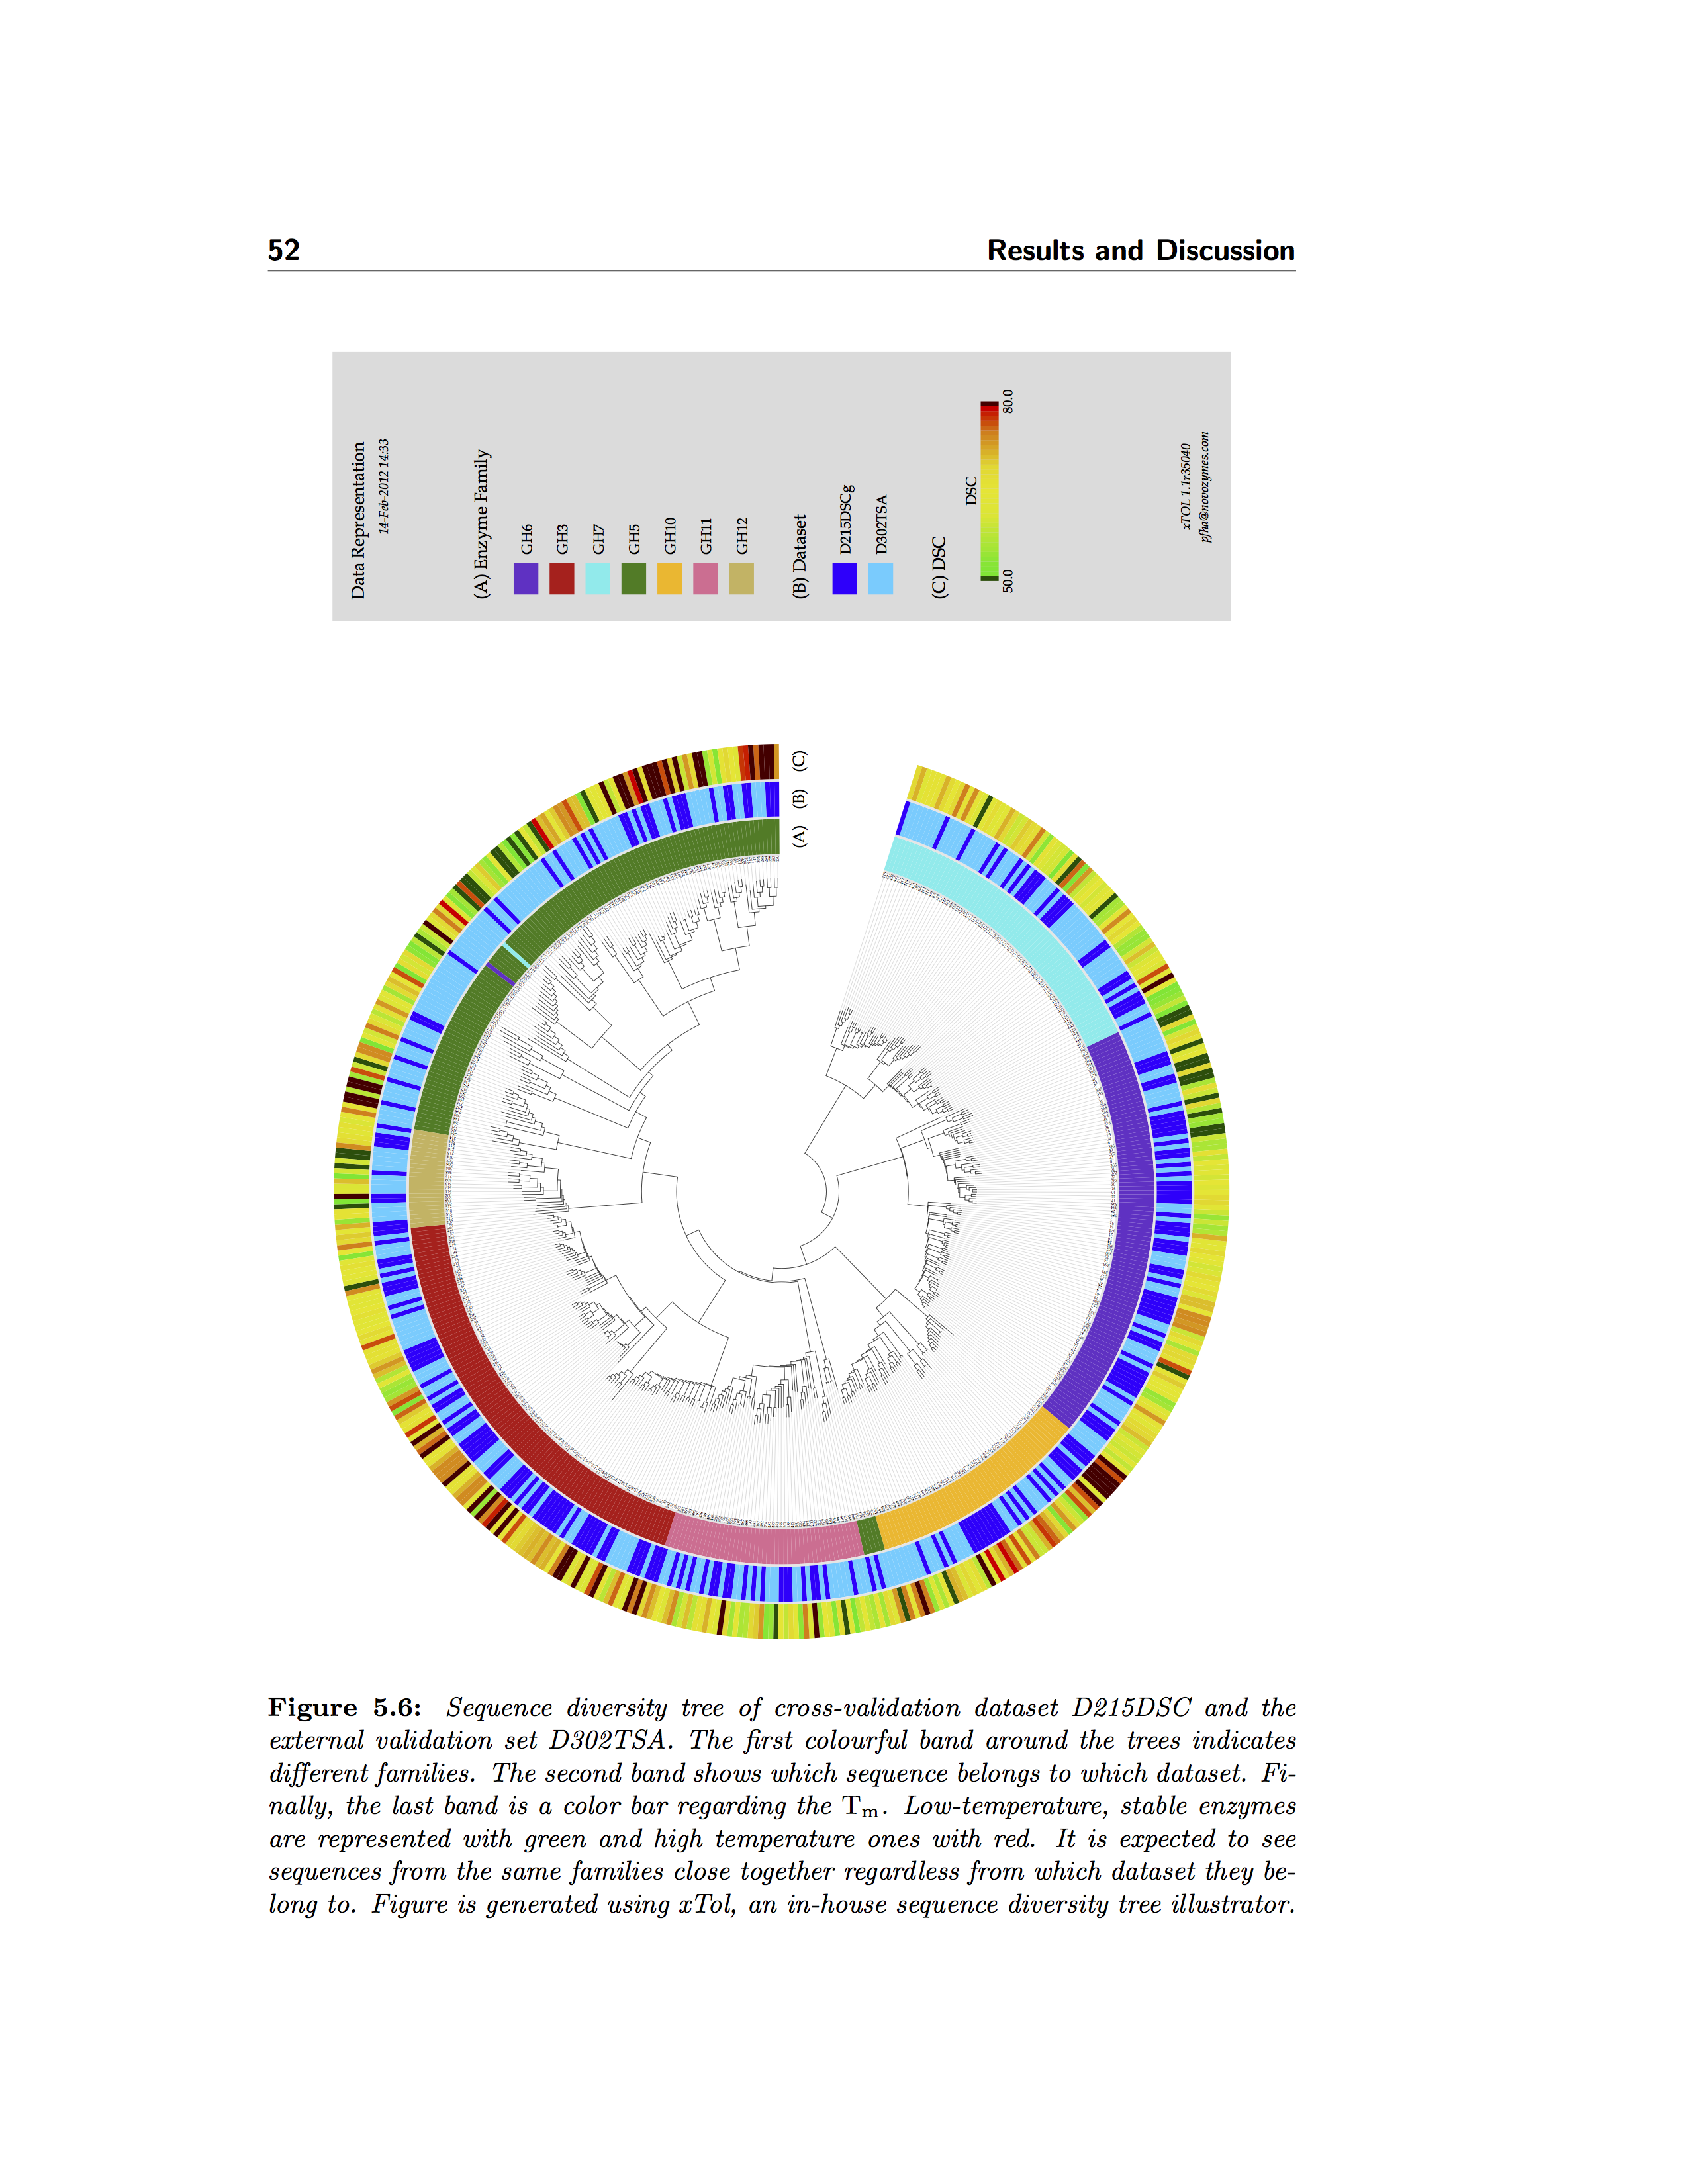 52
Results and Discussion
Data Representation
14-Feb-2012 14:33
(A) Enzyme Family
GH6
GH3
GH7
GH5
GH10
GH11
GH12
(B) Dataset
D215DSCg
D302TSA
(C) DSC
DSC
50.0
80.0
xTOL 1.1r35040
pfha@novozymes.com
(C)
(B)
(A)
Figure 5.6: Sequence diversity tree of cross-validation dataset D215DSC and the
external validation set D302TSA. The first colourful band around the trees indicates
different families. The second band shows which sequence belongs to which dataset. Fi-
nally, the last band is a color bar regarding the Tm. Low-temperature, stable enzymes
are represented with green and high temperature ones with red. It is expected to see
sequences from the same families close together regardless from which dataset they be-
long to. Figure is generated using xTol, an in-house sequence diversity tree illustrator.